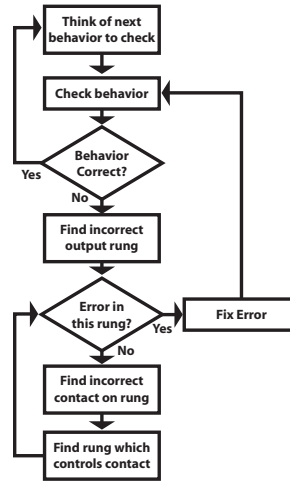 Think of next
behavior to check
Check behavior
Behavior
Correct?
Yes
No
Find incorrect
output rung
Error in
this rung?
Yes
Fix Error
No
Find incorrect
contact on rung
Find rung which
controls contact